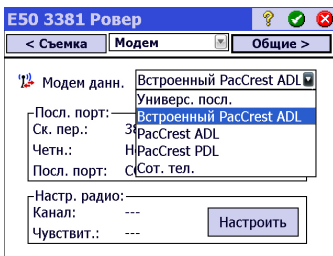 E50 3381 Ровер
< Съемка
Модем
Общие >
Модем данн.
Встроенный PacCrest ADL
Универс. посл.
Встроенный PacCrest ADL
PacCrest ADL
PacCrest PDL
Сот. тел.
Посл. порт:
Ск. пер.:
Четн.:
Посл. порт:
Настр. радио:
Канал: ---
Чувствит.: ---
Настроить